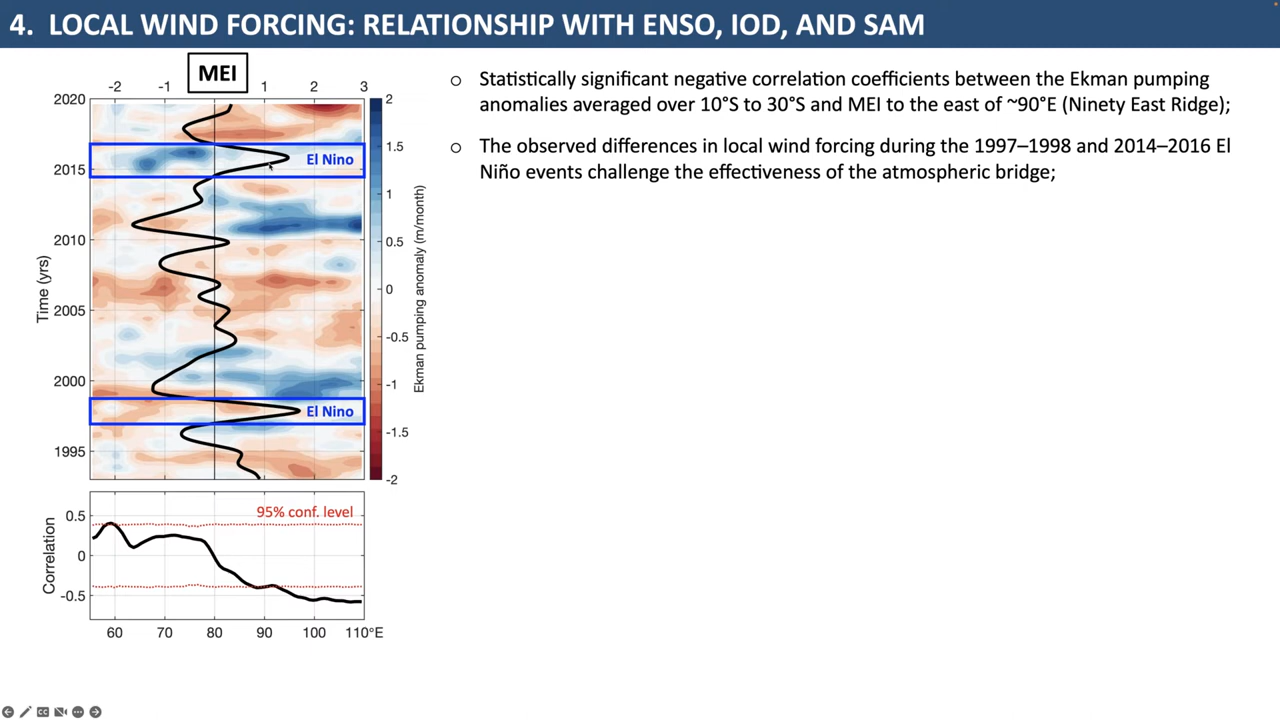 4. LOCAL WIND FORCING: RELATIONSHIP WITH ENSO, IOD, AND SAM
MEI
-2 -1 1 2 3
○ Statistically significant negative correlation coefficients between the Ekman pumping
anomalies averaged over 10°S to 30°S and MEI to the east of ~90°E (Ninety East Ridge);
○ The observed differences in local wind forcing during the 1997–1998 and 2014–2016 El
Niño events challenge the effectiveness of the atmospheric bridge;
Time (yrs)
2020
2015
2010
2005
2000
1995
El Nino
El Nino
2
1.5
1
0.5
0
-0.5
-1
-1.5
-2
Ekman pumping anomaly (m/month)
Correlation
0.5
0
-0.5
95% conf. level
60 70 80 90 100 110°E
CC